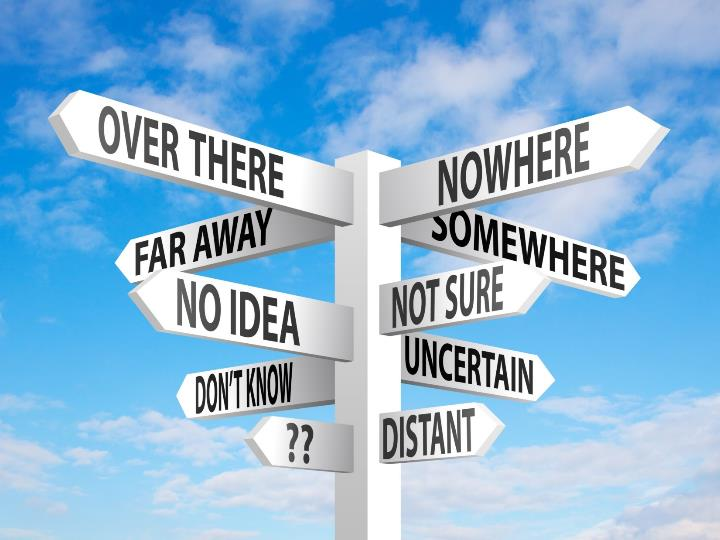 OVER THERE
NOWHERE
FAR AWAY
SOMEWHERE
NO IDEA
NOT SURE
DON'T KNOW
UNCERTAIN
??
DISTANT